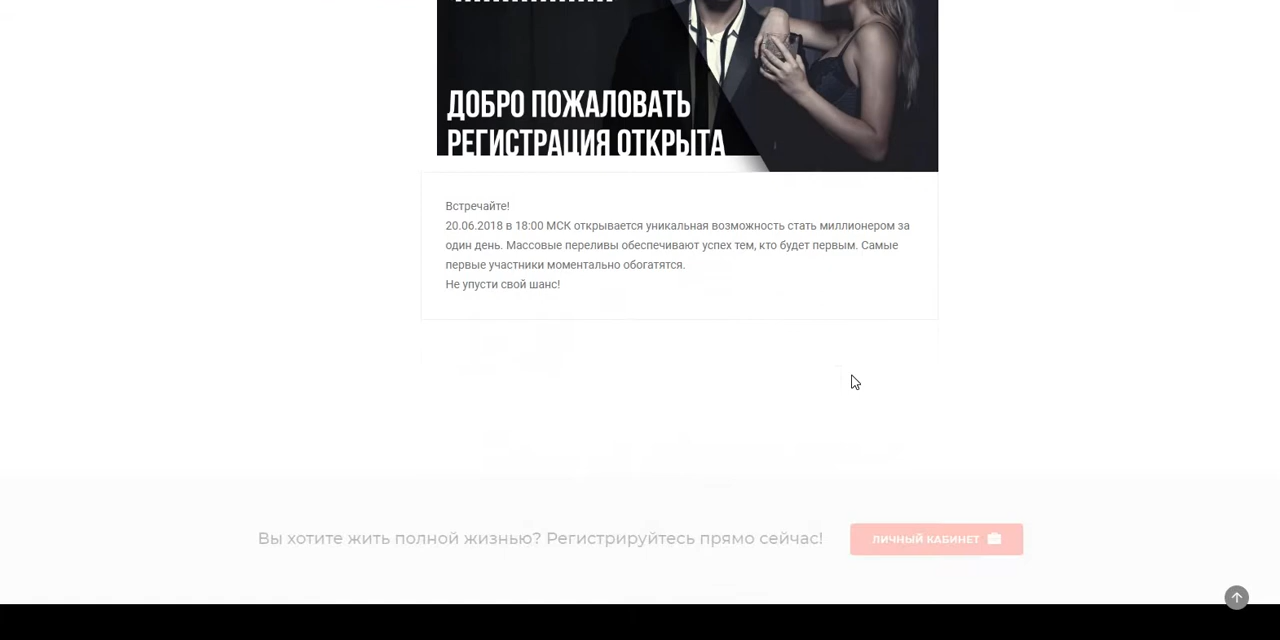 ДОБРО ПОЖАЛОВАТЬ
РЕГИСТРАЦИЯ ОТКРЫТА
Встречайте!
20.06.2018 в 18:00 МСК открывается уникальная возможность стать миллионером за
один день. Массовые переливы обеспечивают успех тем, кто будет первым. Самые
первые участники моментально обогатятся.
Не упусти свой шанс!
Вы хотите жить полной жизнью? Регистрируйтесь прямо сейчас!
ЛИЧНЫЙ КАБИНЕТ